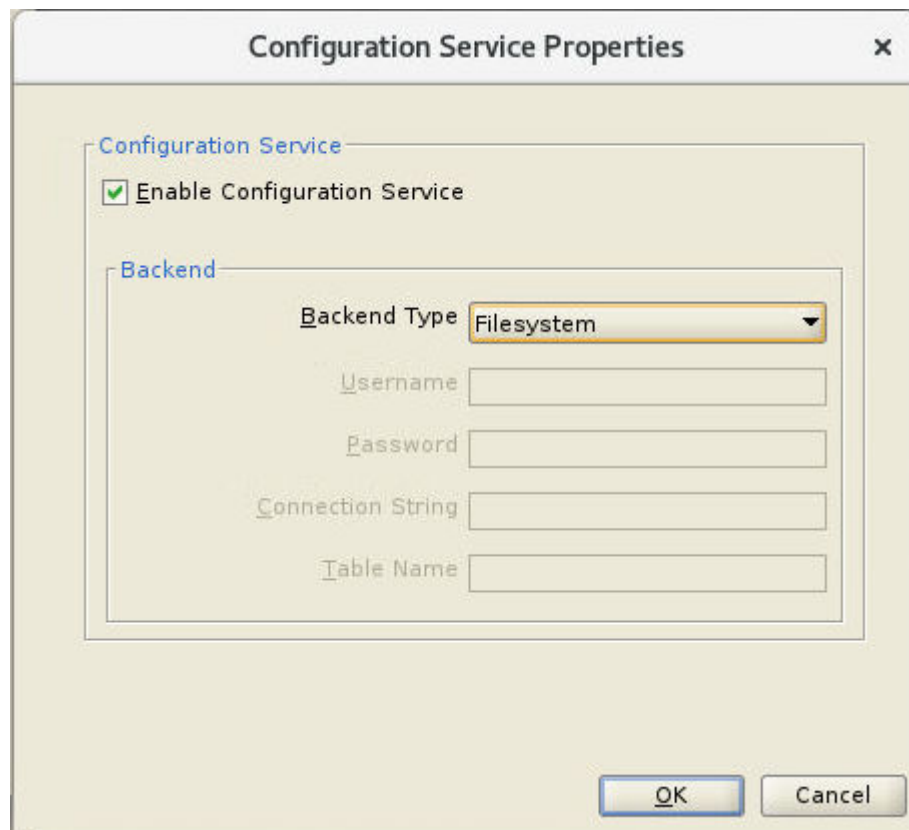 Configuration Service Properties
Configuration Service
Enable Configuration Service
Backend
Backend Type Filesystem
Username
Password
Connection String
Table Name
OK Cancel